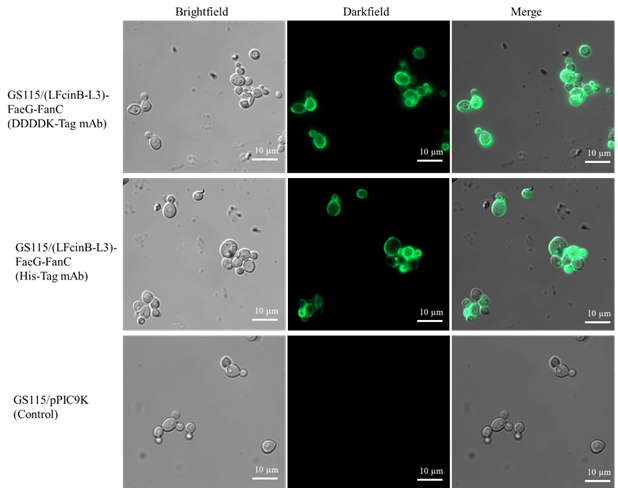 Brightfield Darkfield Merge
GS115/(LFcinB-L3)-
FaeG-FanC
(DDDDK-Tag mAb)
10 µm 10 µm 10 µm
GS115/(LFcinB-L3)-
FaeG-FanC
(His-Tag mAb)
10 µm 10 µm 10 µm
GS115/pPIC9K
(Control)
10 µm 10 µm 10 µm